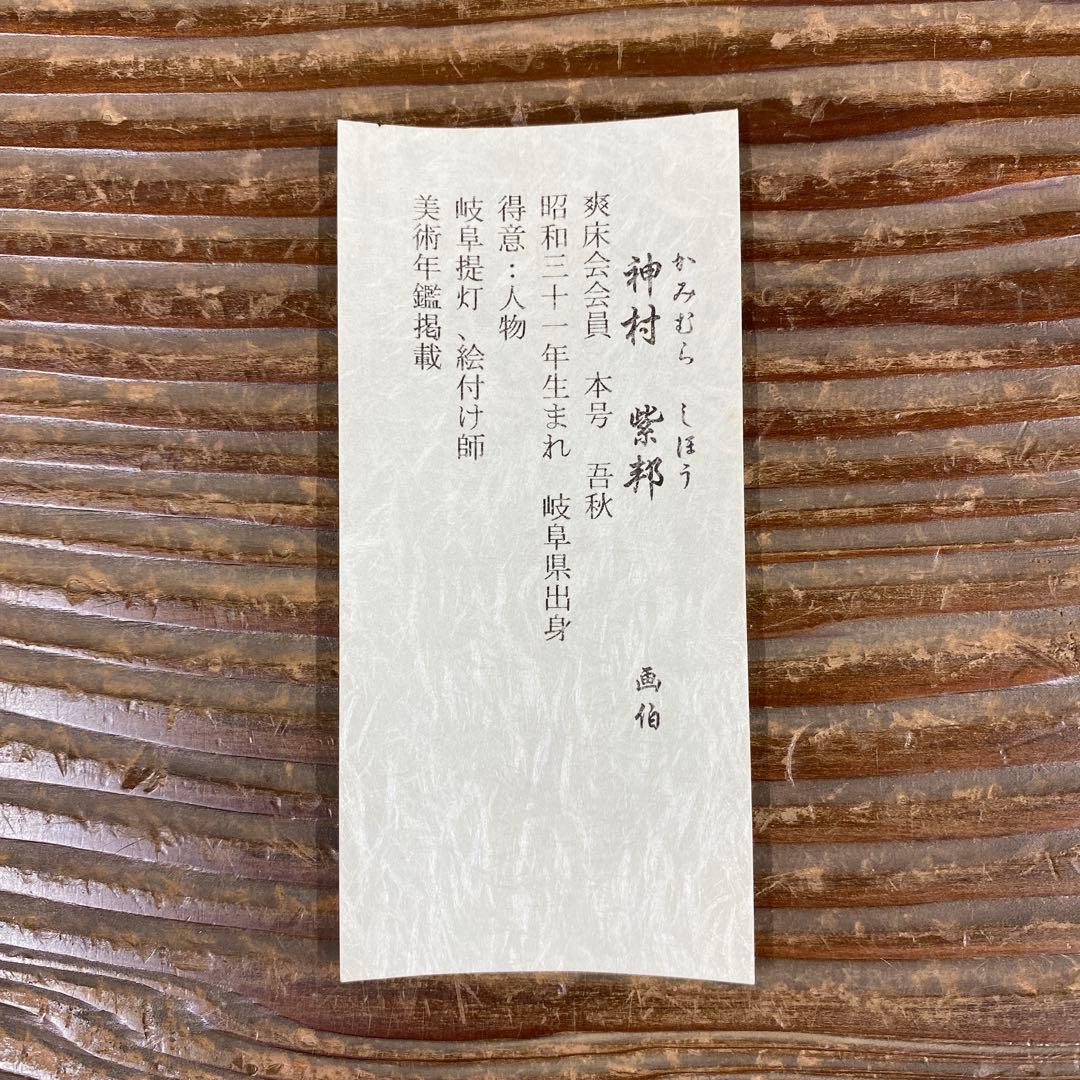 かみむら しほう
神村 紫邦 画伯
爽床会会員 本号 吾秋
昭和三十一年生まれ 岐阜県出身
得意：人物
岐阜提灯、絵付け師
美術年鑑掲載